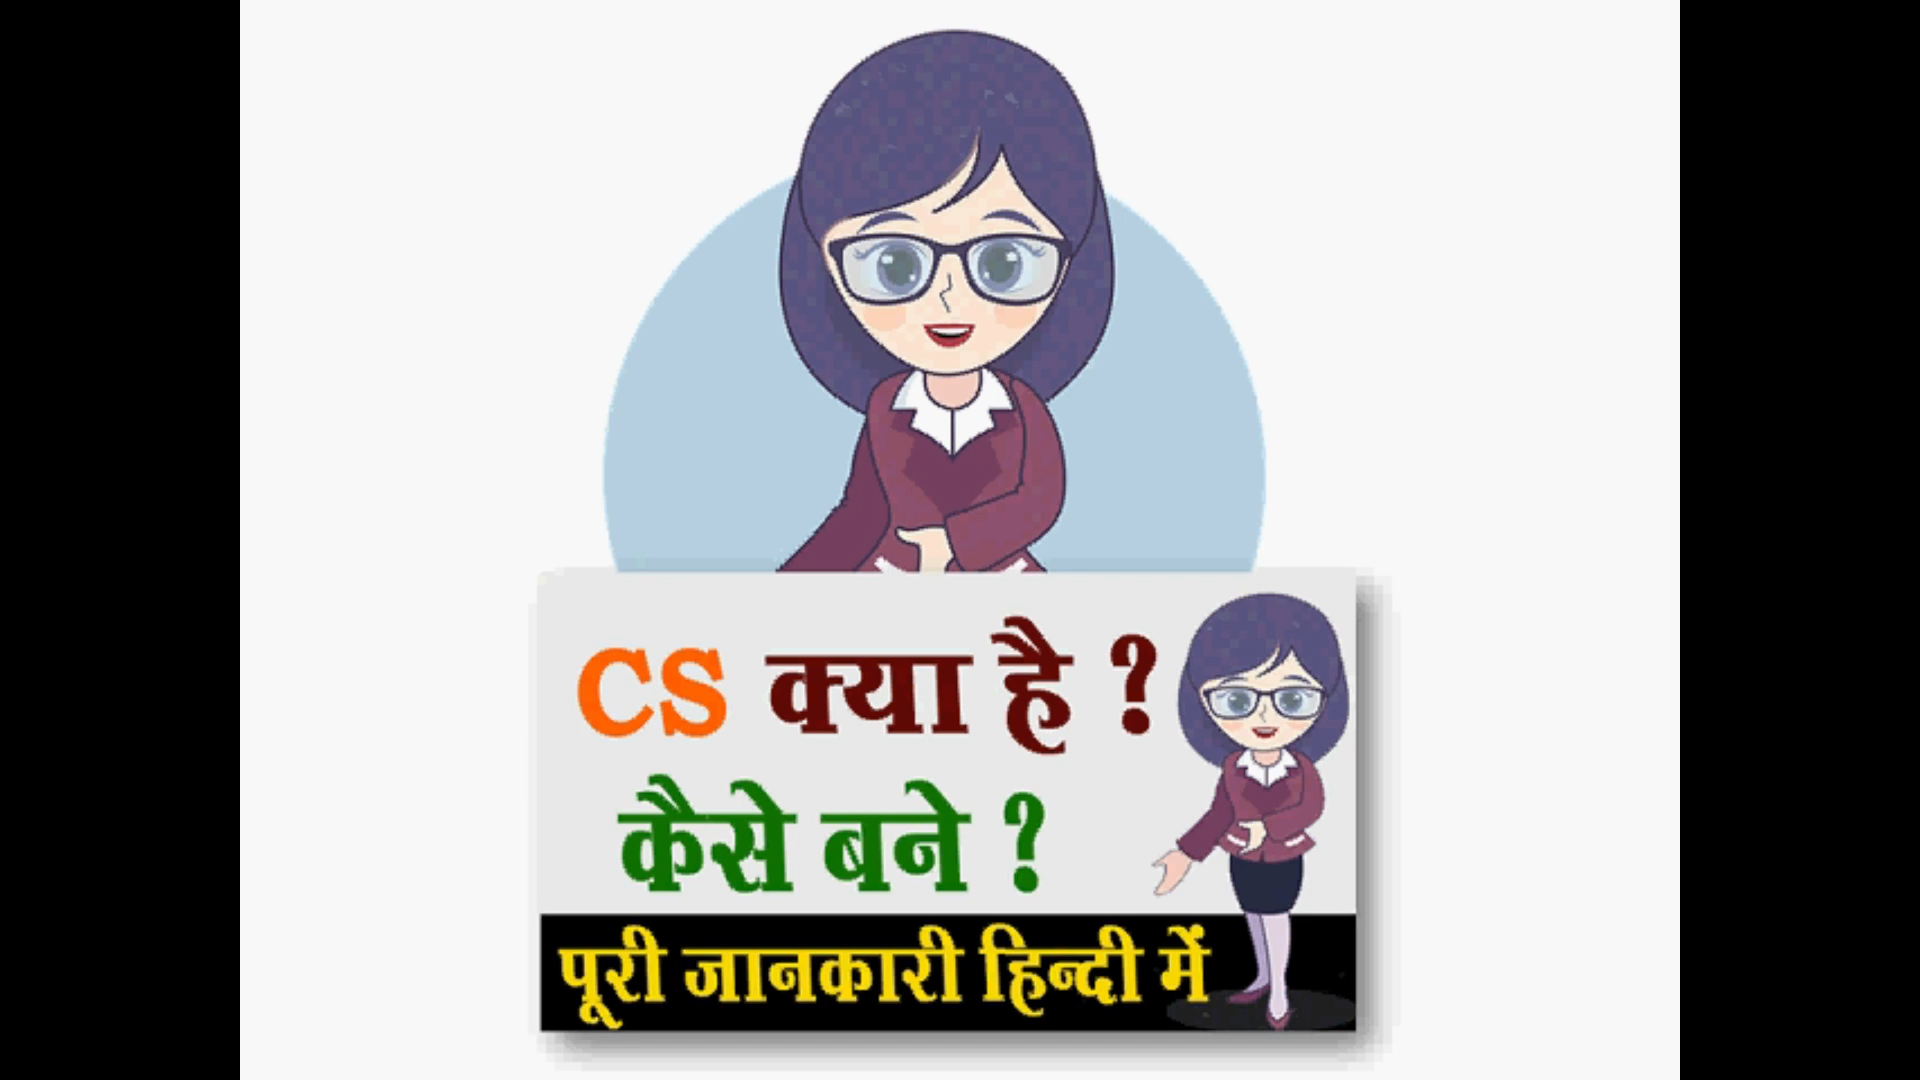 CS क्या है ?
कैसे बने ?
पूरी जानकारी हिन्दी में